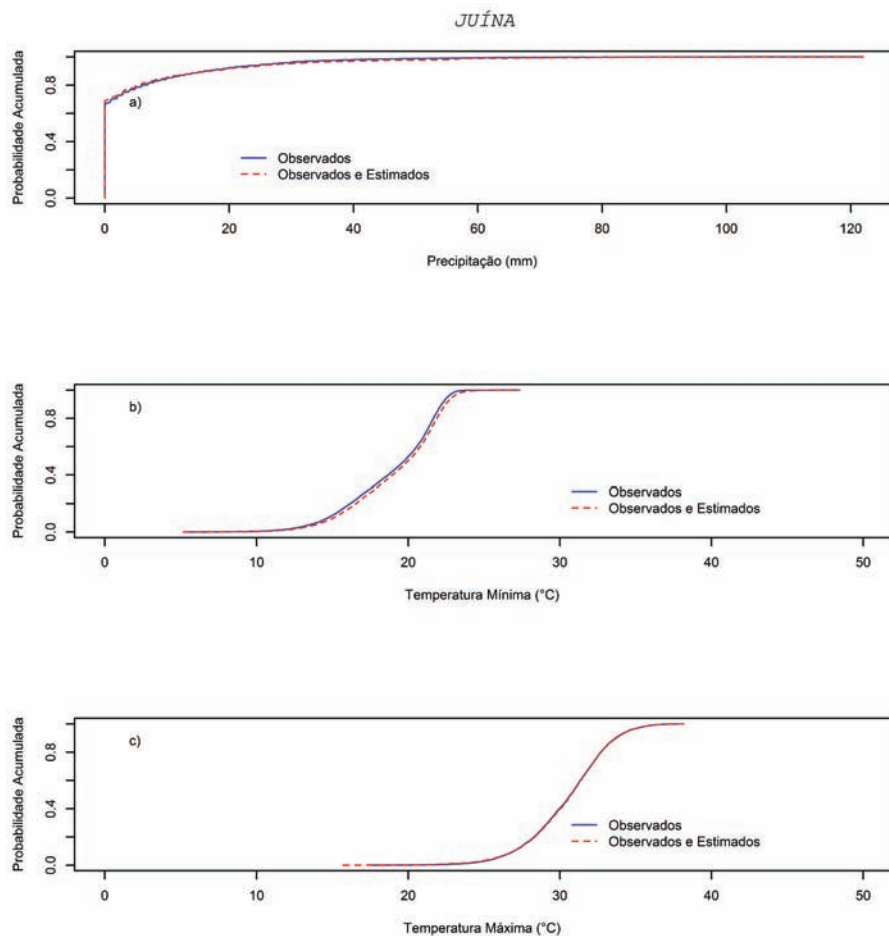 JUÍNA
Probabilidade Acumulada
0.0 0.4 0.8
a)
Observados
Observados e Estimados
0 20 40 60 80 100 120
Precipitação (mm)
Probabilidade Acumulada
0.0 0.4 0.8
b)
Observados
Observados e Estimados
0 10 20 30 40 50
Temperatura Mínima (°C)
Probabilidade Acumulada
0.0 0.4 0.8
c)
Observados
Observados e Estimados
0 10 20 30 40 50
Temperatura Máxima (°C)